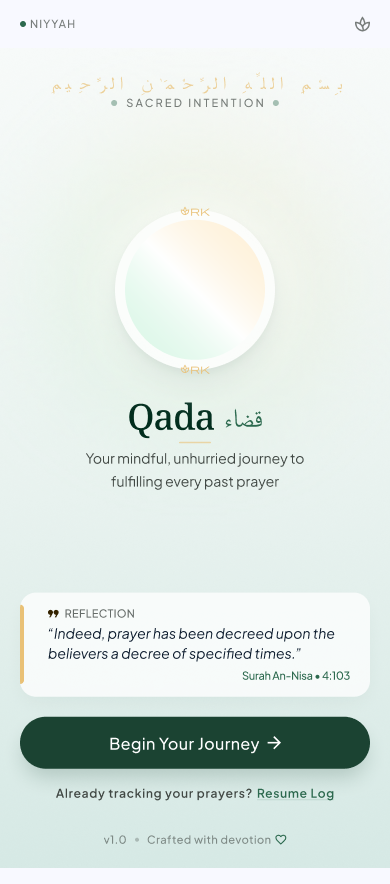 NIYYAH
بِسْمِ اللَّهِ الرَّحْمَٰنِ الرَّحِيمِ
SACRED INTENTION
RK
RK
Qada قضاء
Your mindful, unhurried journey to
fulfilling every past prayer
REFLECTION
“Indeed, prayer has been decreed upon the
believers a decree of specified times.”
Surah An-Nisa • 4:103
Begin Your Journey →
Already tracking your prayers? Resume Log
v1.0 • Crafted with devotion